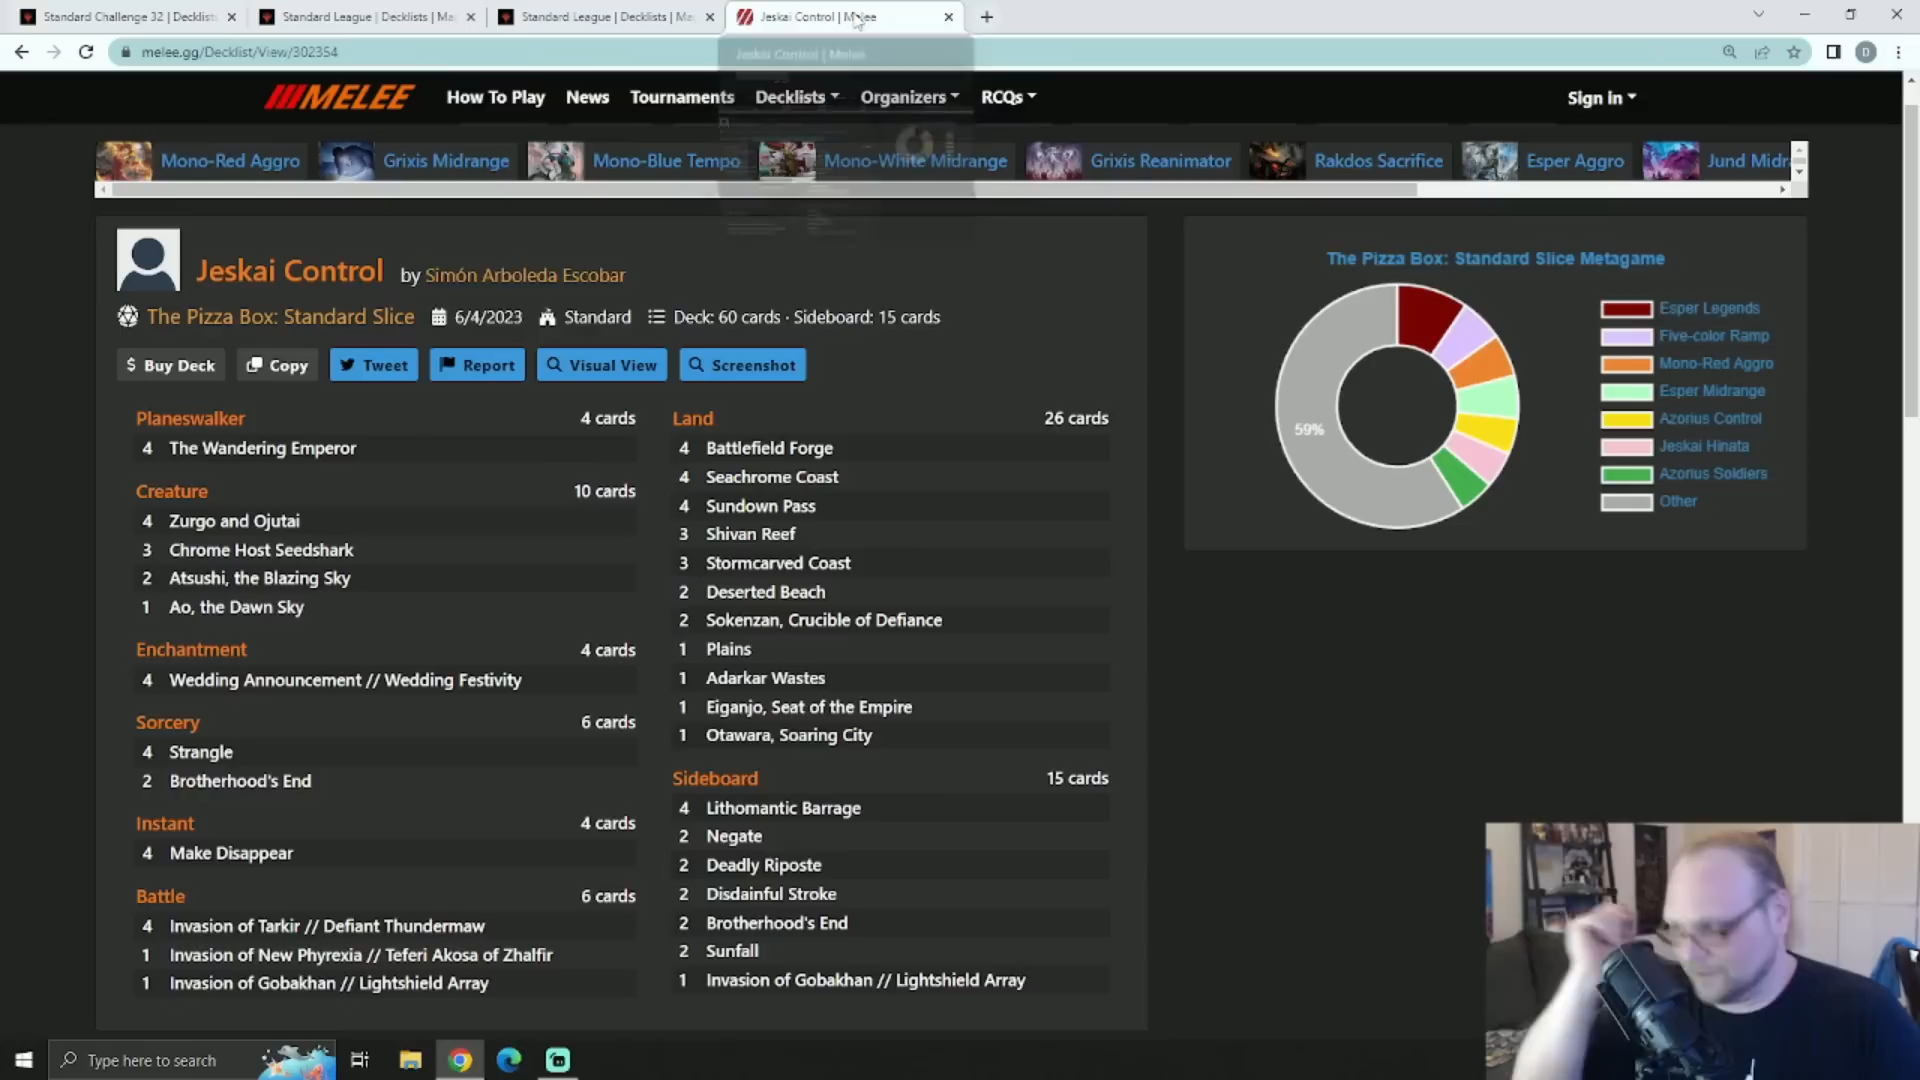 Standard Challenge 32 | Decklist
Standard League | Decklists | Ma
Standard League | Decklists | Ma
Jeskai Control | Melee
melee.gg/Decklist/View/302354
D
Jeskai Control | Melee
MELEE
How To Play
News
Tournaments
Decklists
Organizers
RCQs
Sign in
Mono-Red Aggro
Grixis Midrange
Mono-Blue Tempo
Mono-White Midrange
Grixis Reanimator
Rakdos Sacrifice
Esper Aggro
Jund Midr
Jeskai Control by Simón Arboleda Escobar
The Pizza Box: Standard Slice 6/4/2023 Standard Deck: 60 cards · Sideboard: 15 cards
$ Buy Deck
Copy
Tweet
Report
Visual View
Screenshot
Planeswalker 4 cards
4 The Wandering Emperor
Creature 10 cards
4 Zurgo and Ojutai
3 Chrome Host Seedshark
2 Atsushi, the Blazing Sky
1 Ao, the Dawn Sky
Enchantment 4 cards
4 Wedding Announcement // Wedding Festivity
Sorcery 6 cards
4 Strangle
2 Brotherhood's End
Instant 4 cards
4 Make Disappear
Battle 6 cards
4 Invasion of Tarkir // Defiant Thundermaw
1 Invasion of New Phyrexia // Teferi Akosa of Zhalfir
1 Invasion of Gobakhan // Lightshield Array
Land 26 cards
4 Battlefield Forge
4 Seachrome Coast
4 Sundown Pass
3 Shivan Reef
3 Stormcarved Coast
2 Deserted Beach
2 Sokenzan, Crucible of Defiance
1 Plains
1 Adarkar Wastes
1 Eiganjo, Seat of the Empire
1 Otawara, Soaring City
Sideboard 15 cards
4 Lithomantic Barrage
2 Negate
2 Deadly Riposte
2 Disdainful Stroke
2 Brotherhood's End
2 Sunfall
1 Invasion of Gobakhan // Lightshield Array
The Pizza Box: Standard Slice Metagame
59%
Esper Legends
Five-color Ramp
Mono-Red Aggro
Esper Midrange
Azorius Control
Jeskai Hinata
Azorius Soldiers
Other
Type here to search